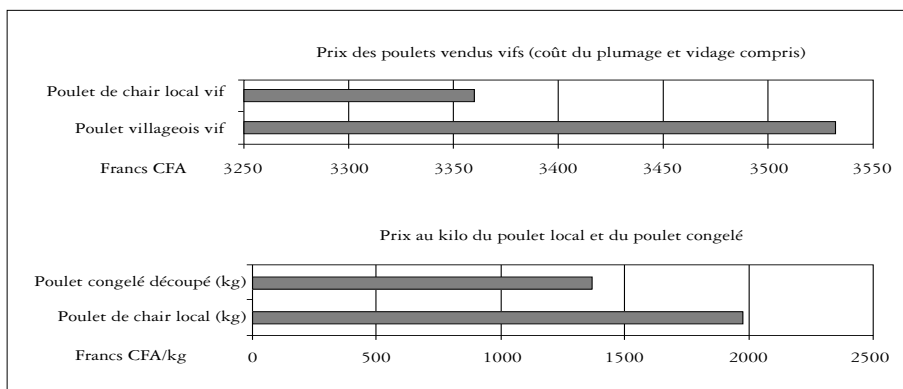 Prix des poulets vendus vifs (coût du plumage et vidage compris)
Poulet de chair local vif
Poulet villageois vif
Francs CFA 3250 3300 3360 3400 3450 3500 3550
Prix au kilo du poulet local et du poulet congelé
Poulet congelé découpé (kg)
Poulet de chair local (kg)
Francs CFA/kg 0 500 1000 1500 2000 2500